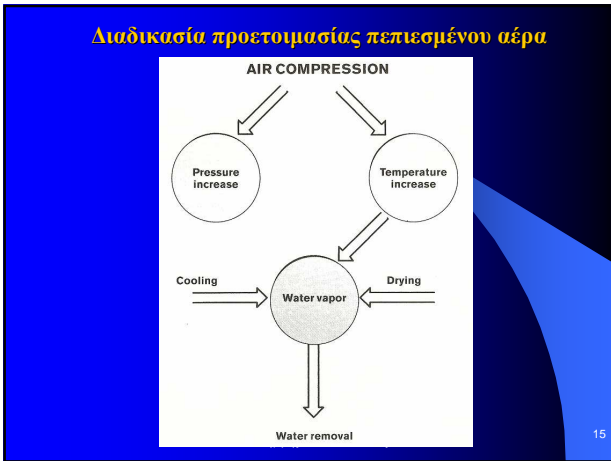 Διαδικασία προετοιμασίας πεπιεσμένου αέρα
AIR COMPRESSION
Pressure
increase
Temperature
increase
Cooling
Drying
Water vapor
Water removal
15